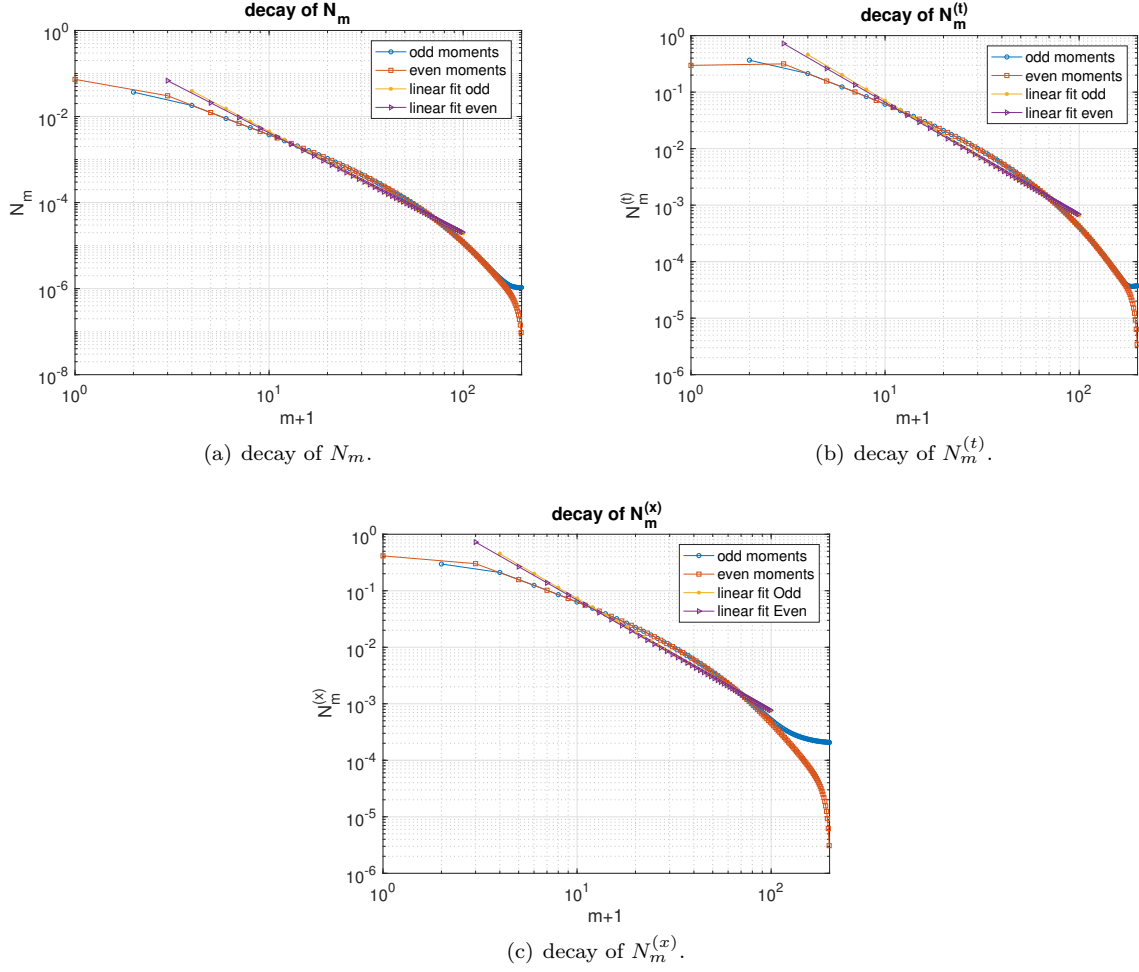 decay of N_m
10^0
10^-2
10^-4
10^-6
10^-8
N_m
10^0
10^1
10^2
m+1
odd moments
even moments
linear fit odd
linear fit even
(a) decay of N_m.
decay of N_m^(t)
10^0
10^-1
10^-2
10^-3
10^-4
10^-5
10^-6
N_m^(t)
10^0
10^1
10^2
m+1
odd moments
even moments
linear fit odd
linear fit even
(b) decay of N_m^(t).
decay of N_m^(x)
10^0
10^-1
10^-2
10^-3
10^-4
10^-5
10^-6
N_m^(x)
10^0
10^1
10^2
m+1
odd moments
even moments
linear fit Odd
linear fit Even
(c) decay of N_m^(x).